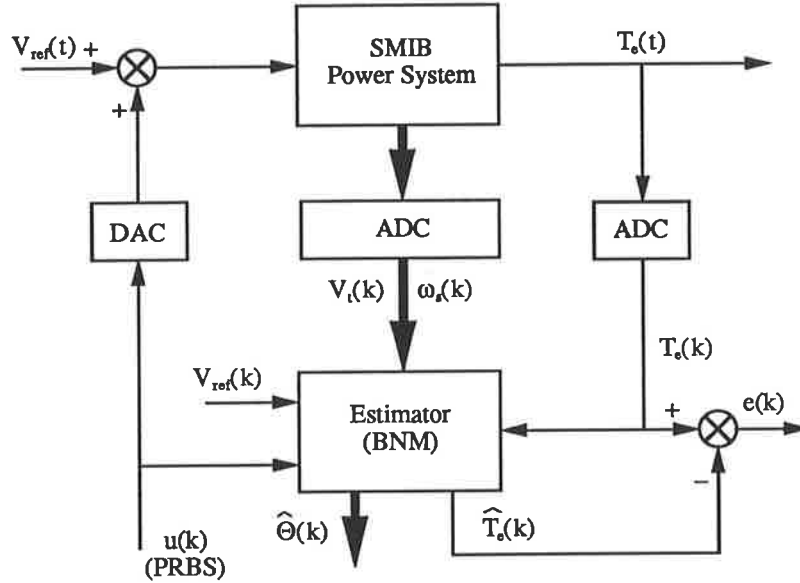 V_ref(t) +
SMIB
Power System
T_e(t)
+
DAC
ADC
ADC
V_t(k) ω_s(k)
T_e(k)
V_ref(k)
Estimator
(BNM)
+
e(k)
−
Θ̂(k)
T̂_e(k)
u(k)
(PRBS)